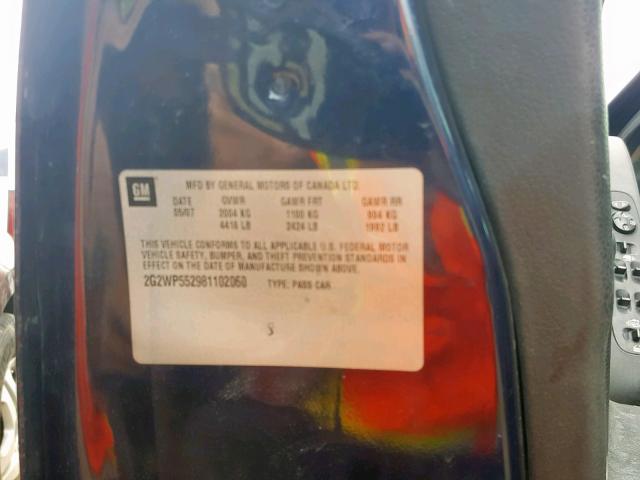 GM
MFD BY GENERAL MOTORS OF CANADA LTD.
DATE GVWR GAWR FRT GAWR RR
05/07 2004 KG 1100 KG 904 KG
4418 LB 2424 LB 1992 LB
THIS VEHICLE CONFORMS TO ALL APPLICABLE U.S. FEDERAL MOTOR
VEHICLE SAFETY, BUMPER, AND THEFT PREVENTION STANDARDS IN
EFFECT ON THE DATE OF MANUFACTURE SHOWN ABOVE.
2G2WP552981102050 TYPE: PASS CAR
S